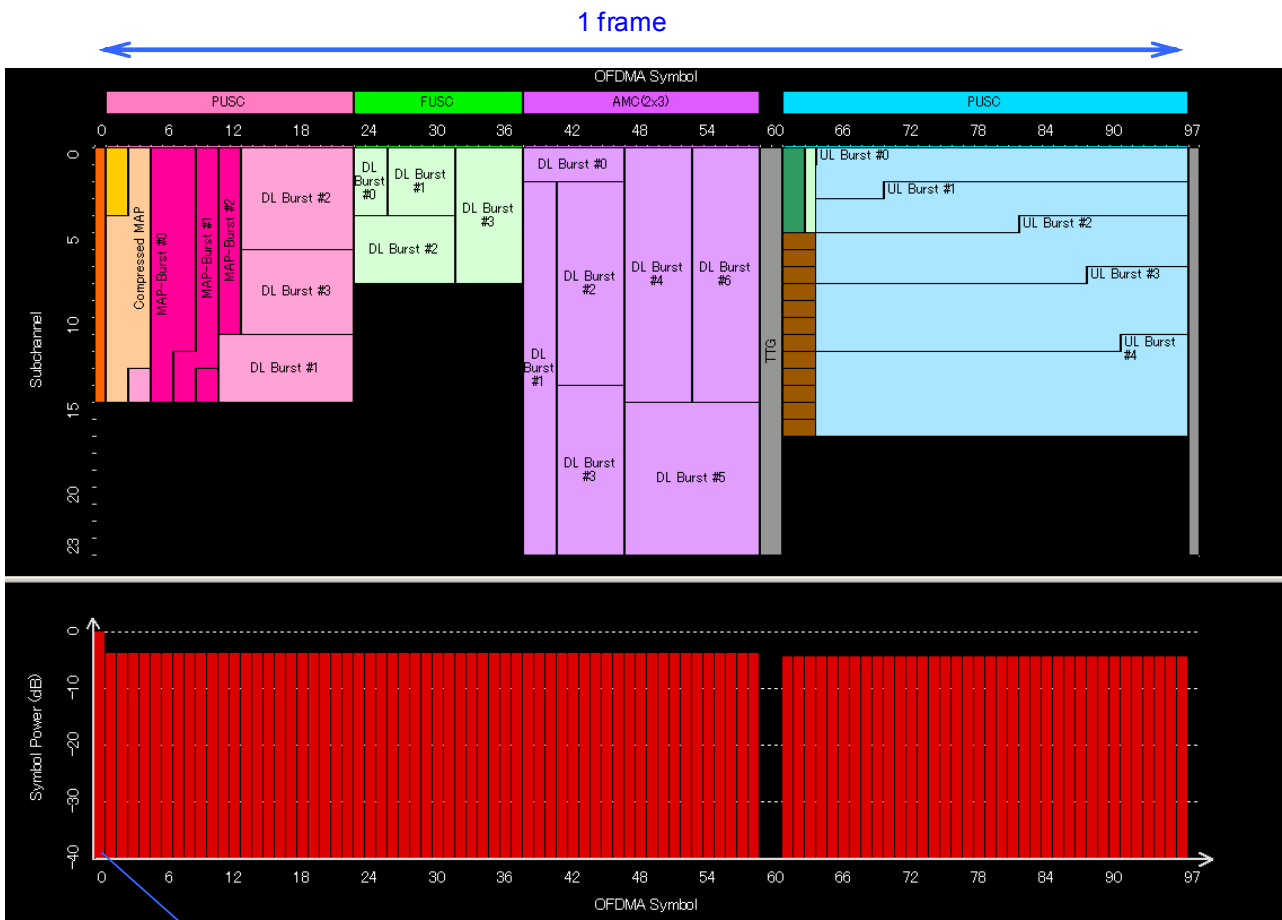 1 frame
OFDMA Symbol
PUSC FUSC AMC(2x3) PUSC
0 6 12 18 24 30 36 42 48 54 60 66 72 78 84 90 97
Subchannel
0
5
10
15
20
23
Compressed MAP
MAP-Burst #0
MAP-Burst #1
MAP-Burst #2
DL Burst #2
DL Burst #3
DL Burst #1
DL
Burst
#0
DL Burst
#1
DL Burst #2
DL Burst
#3
DL Burst #0
DL
Burst
#1
DL Burst
#2
DL Burst
#3
DL Burst
#4
DL Burst
#6
DL Burst #5
TTG
UL Burst #0
UL Burst #1
UL Burst #2
UL Burst #3
UL Burst
#4
Symbol Power (dB)
0
-10
-20
-30
-40
0 6 12 18 24 30 36 42 48 54 60 66 72 78 84 90 97
OFDMA Symbol